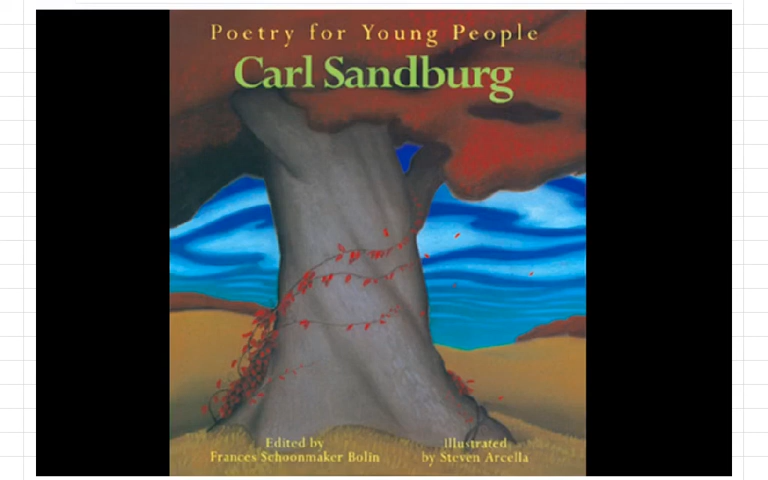 Poetry for Young People
Carl Sandburg
Edited by
Frances Schoonmaker Bolin
Illustrated
by Steven Arcella